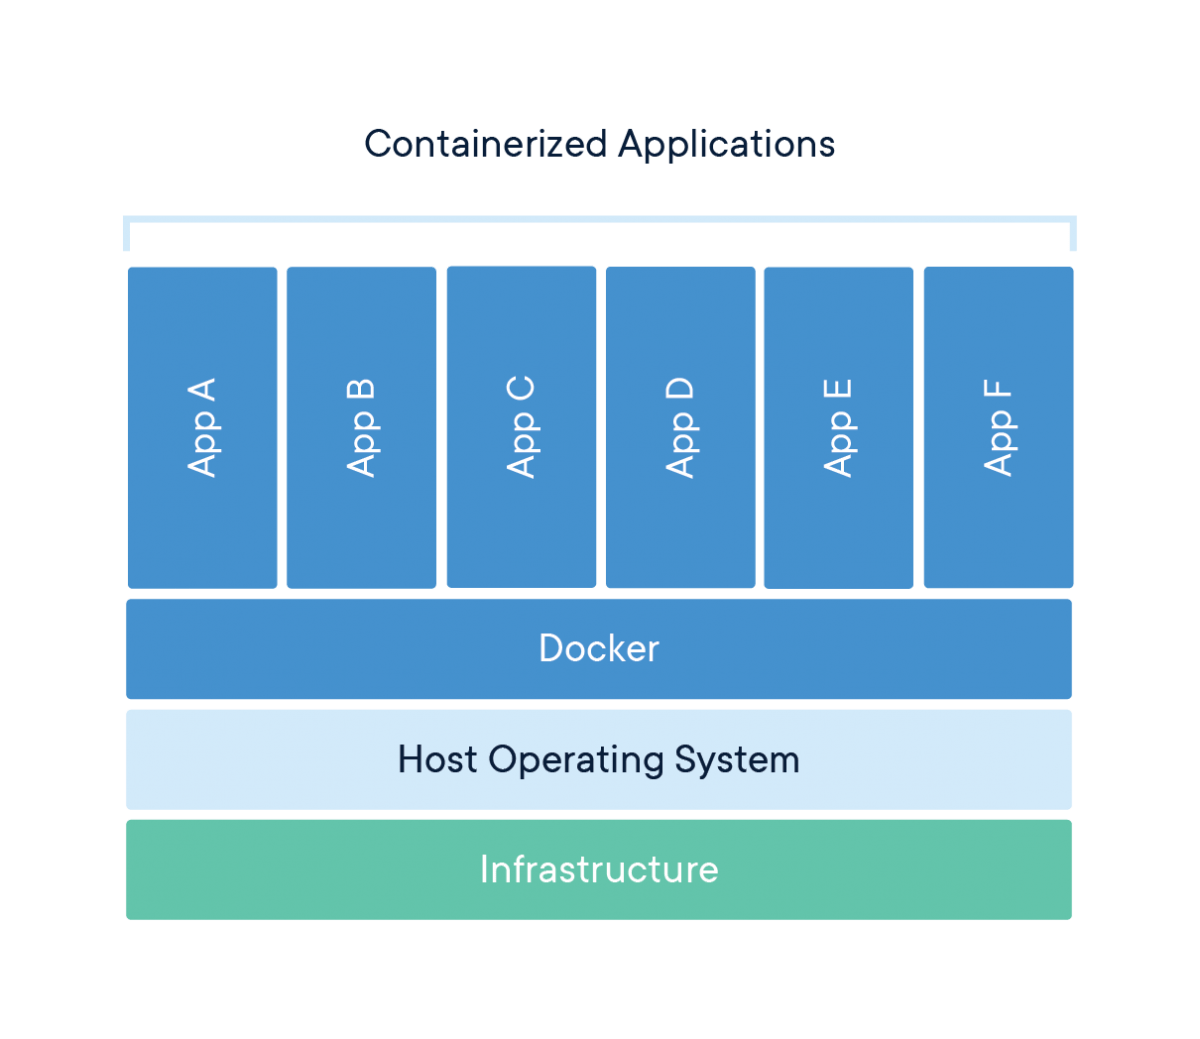 Containerized Applications
App A
App B
App C
App D
App E
App F
Docker
Host Operating System
Infrastructure